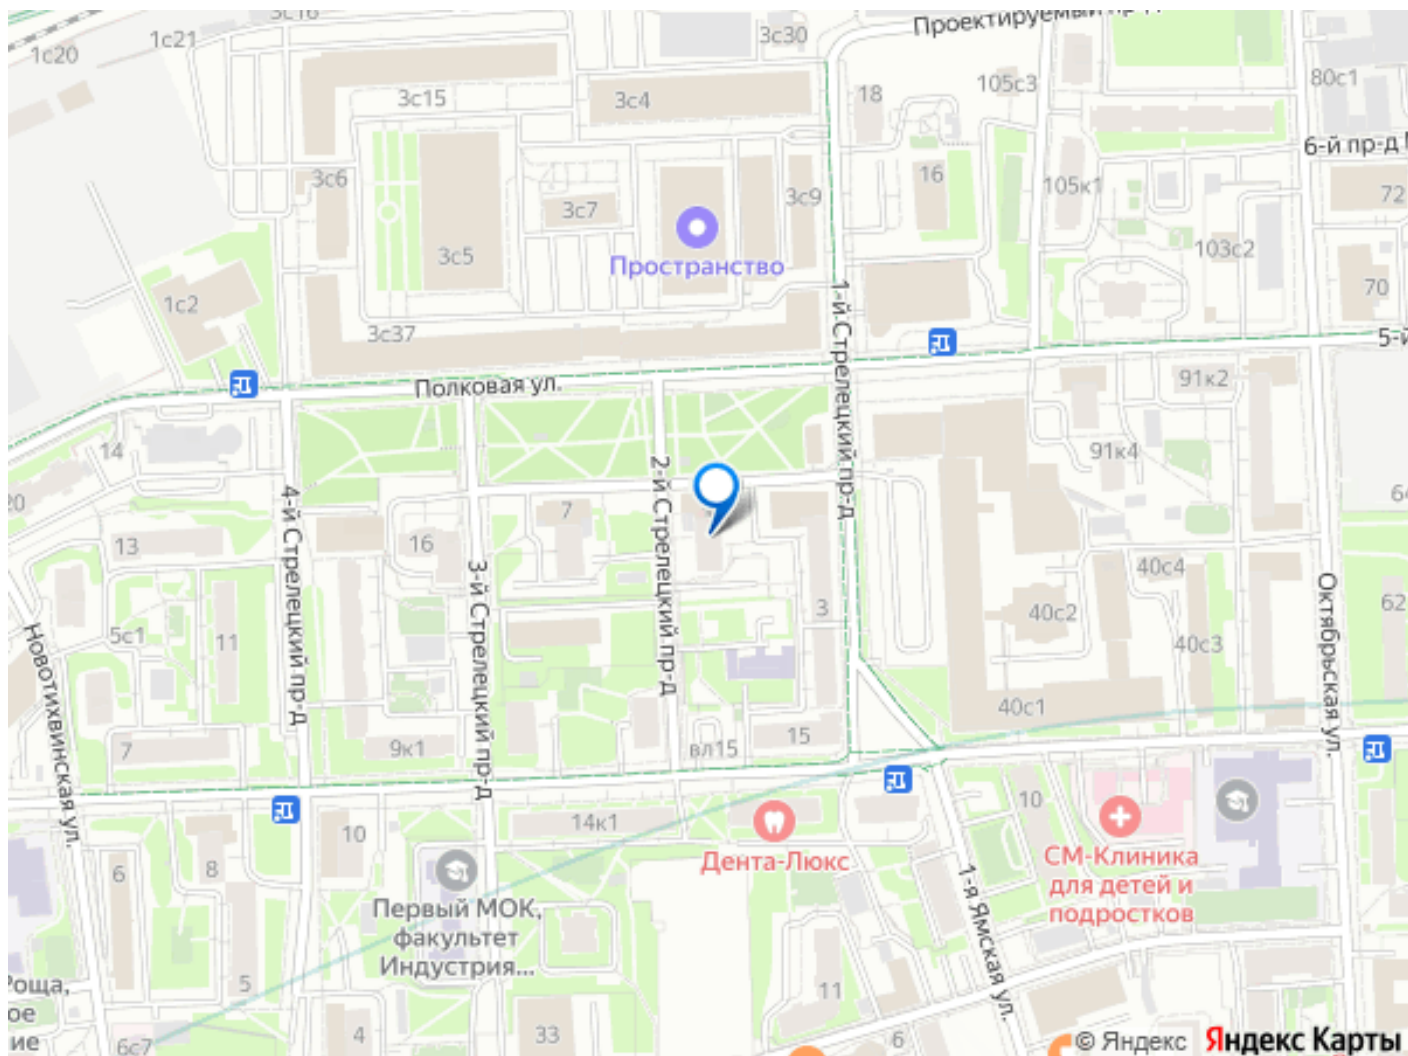 3с16
1с21
1с20
3с30
Проектируемый пр-д
3с15
3с4
18
105с3
80с1
6-й пр-д
3с6
3с7
3с9
16
105к1
72
103с2
3с5
Пространство
1с2
70
3с37
1-й Стрелецкий пр-д
5-й
Полковая ул.
91к2
14
91к4
2-й Стрелецкий пр-д
4-й Стрелецкий пр-д
20
7
64
13
16
3-й Стрелецкий пр-д
40с4
3
Октябрьская ул.
5с1
11
40с2
62
40с3
Новотихвинская ул.
40с1
7
9к1
вл15
15
10
14к1
10
Дента-Люкс
СМ-Клиника
для детей и
подростков
6
8
1-я Ямская ул.
Первый МОК,
факультет
Индустрия...
Роща,
ое
ие
5
11
6с7
4
33
6
© Яндекс
Яндекс Карты